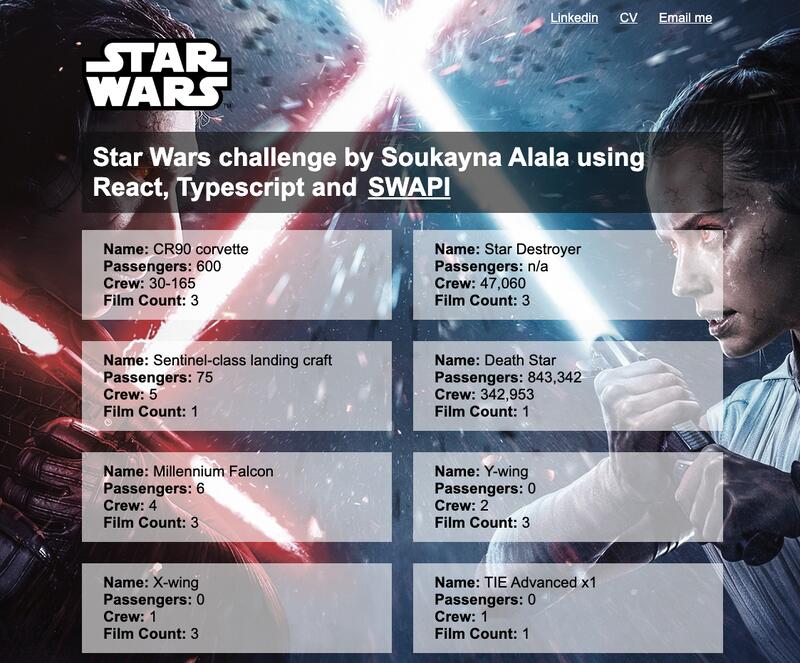 Linkedin CV Email me
STAR
WARS
Star Wars challenge by Soukayna Alala using
React, Typescript and SWAPI
Name: CR90 corvette
Passengers: 600
Crew: 30-165
Film Count: 3
Name: Star Destroyer
Passengers: n/a
Crew: 47,060
Film Count: 3
Name: Sentinel-class landing craft
Passengers: 75
Crew: 5
Film Count: 1
Name: Death Star
Passengers: 843,342
Crew: 342,953
Film Count: 1
Name: Millennium Falcon
Passengers: 6
Crew: 4
Film Count: 3
Name: Y-wing
Passengers: 0
Crew: 2
Film Count: 3
Name: X-wing
Passengers: 0
Crew: 1
Film Count: 3
Name: TIE Advanced x1
Passengers: 0
Crew: 1
Film Count: 1